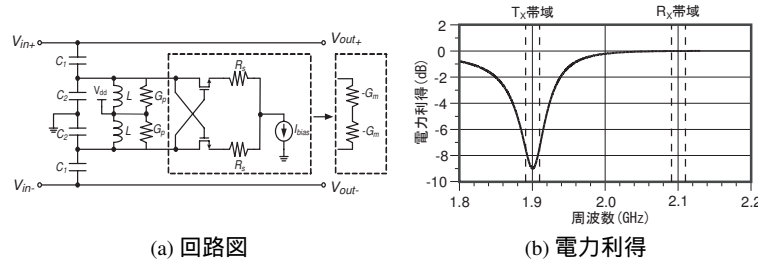 Vin+
Vout+
C1
C2
C2
C1
Vdd
L
L
Gp
Gp
Rs
Rs
Ibias
-Gm
-Gm
Vin-
Vout-
(a) 回路図
TX帯域
RX帯域
電力利得(dB)
2
0
-2
-4
-6
-8
-10
1.8
1.9
2.0
2.1
2.2
周波数(GHz)
(b) 電力利得